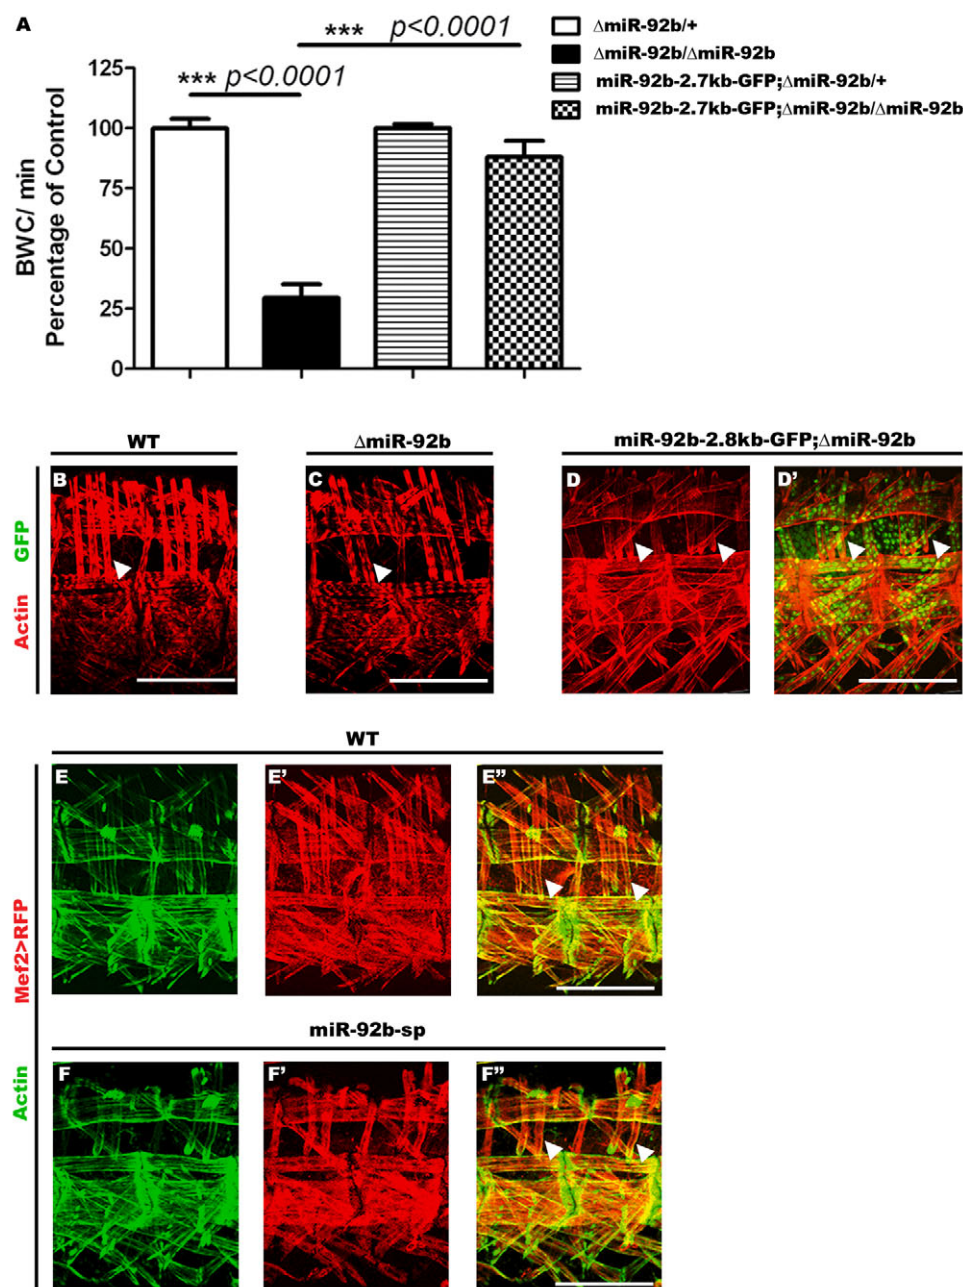 A
*** p<0.0001
*** p<0.0001
125
100
75
50
25
0
BWC/ min
Percentage of Control
ΔmiR-92b/+
ΔmiR-92b/ΔmiR-92b
miR-92b-2.7kb-GFP;ΔmiR-92b/+
miR-92b-2.7kb-GFP;ΔmiR-92b/ΔmiR-92b
WT
ΔmiR-92b
miR-92b-2.8kb-GFP;ΔmiR-92b
Actin GFP
B
C
D
D'
WT
Actin Mef2>RFP
E
E'
E"
miR-92b-sp
F
F'
F"